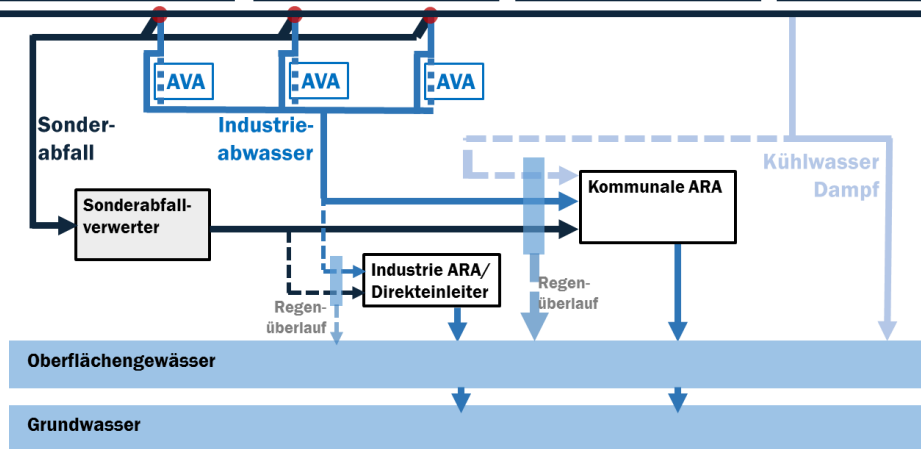 AVA
AVA
AVA
Sonder-
abfall
Industrie-
abwasser
Kühlwasser
Dampf
Kommunale ARA
Sonderabfall-
verwerter
Industrie ARA/
Direkteinleiter
Regen-
überlauf
Regen-
überlauf
Oberflächengewässer
Grundwasser